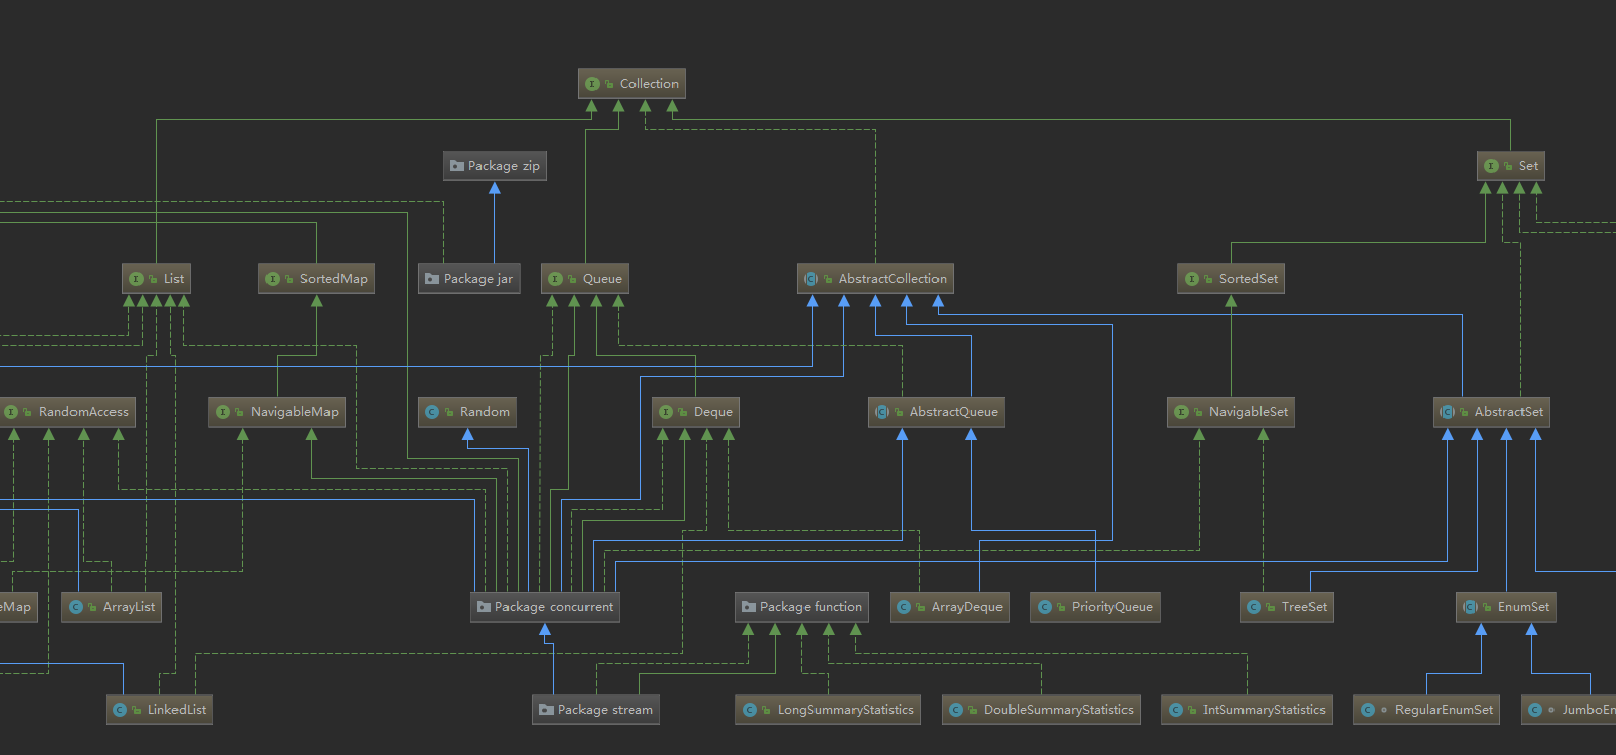 Collection
Package zip
Set
List
SortedMap
Package jar
Queue
AbstractCollection
SortedSet
RandomAccess
NavigableMap
Random
Deque
AbstractQueue
NavigableSet
AbstractSet
eMap
ArrayList
Package concurrent
Package function
ArrayDeque
PriorityQueue
TreeSet
EnumSet
LinkedList
Package stream
LongSummaryStatistics
DoubleSummaryStatistics
IntSummaryStatistics
RegularEnumSet
JumboEn